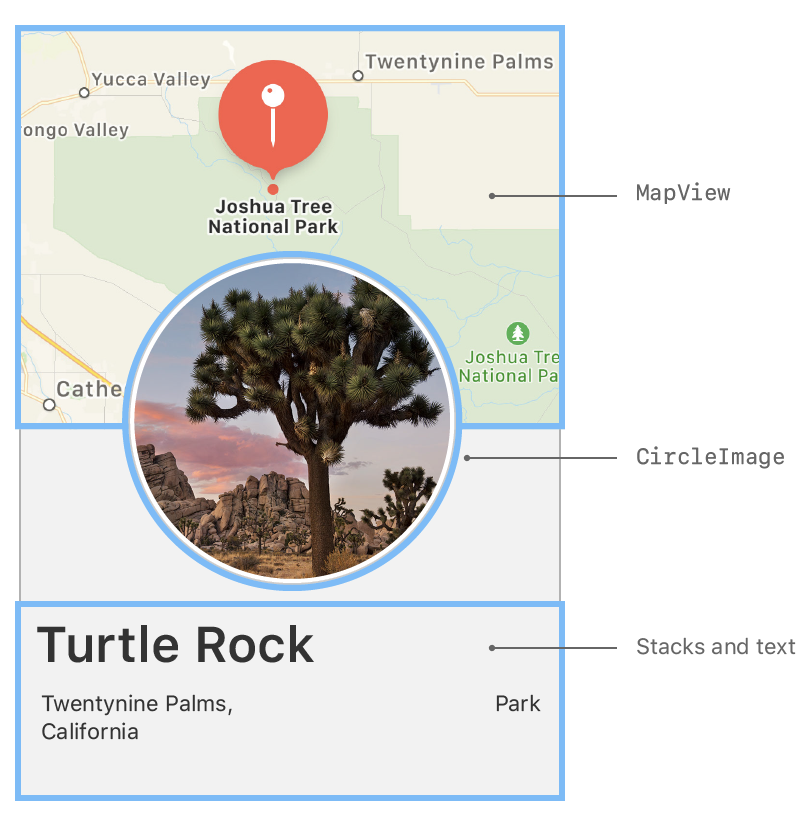 Twentynine Palms
Yucca Valley
ongo Valley
MapView
Joshua Tree
National Park
Joshua Tre
National Pa
Cathe
CircleImage
Turtle Rock
Stacks and text
Twentynine Palms,
California
Park